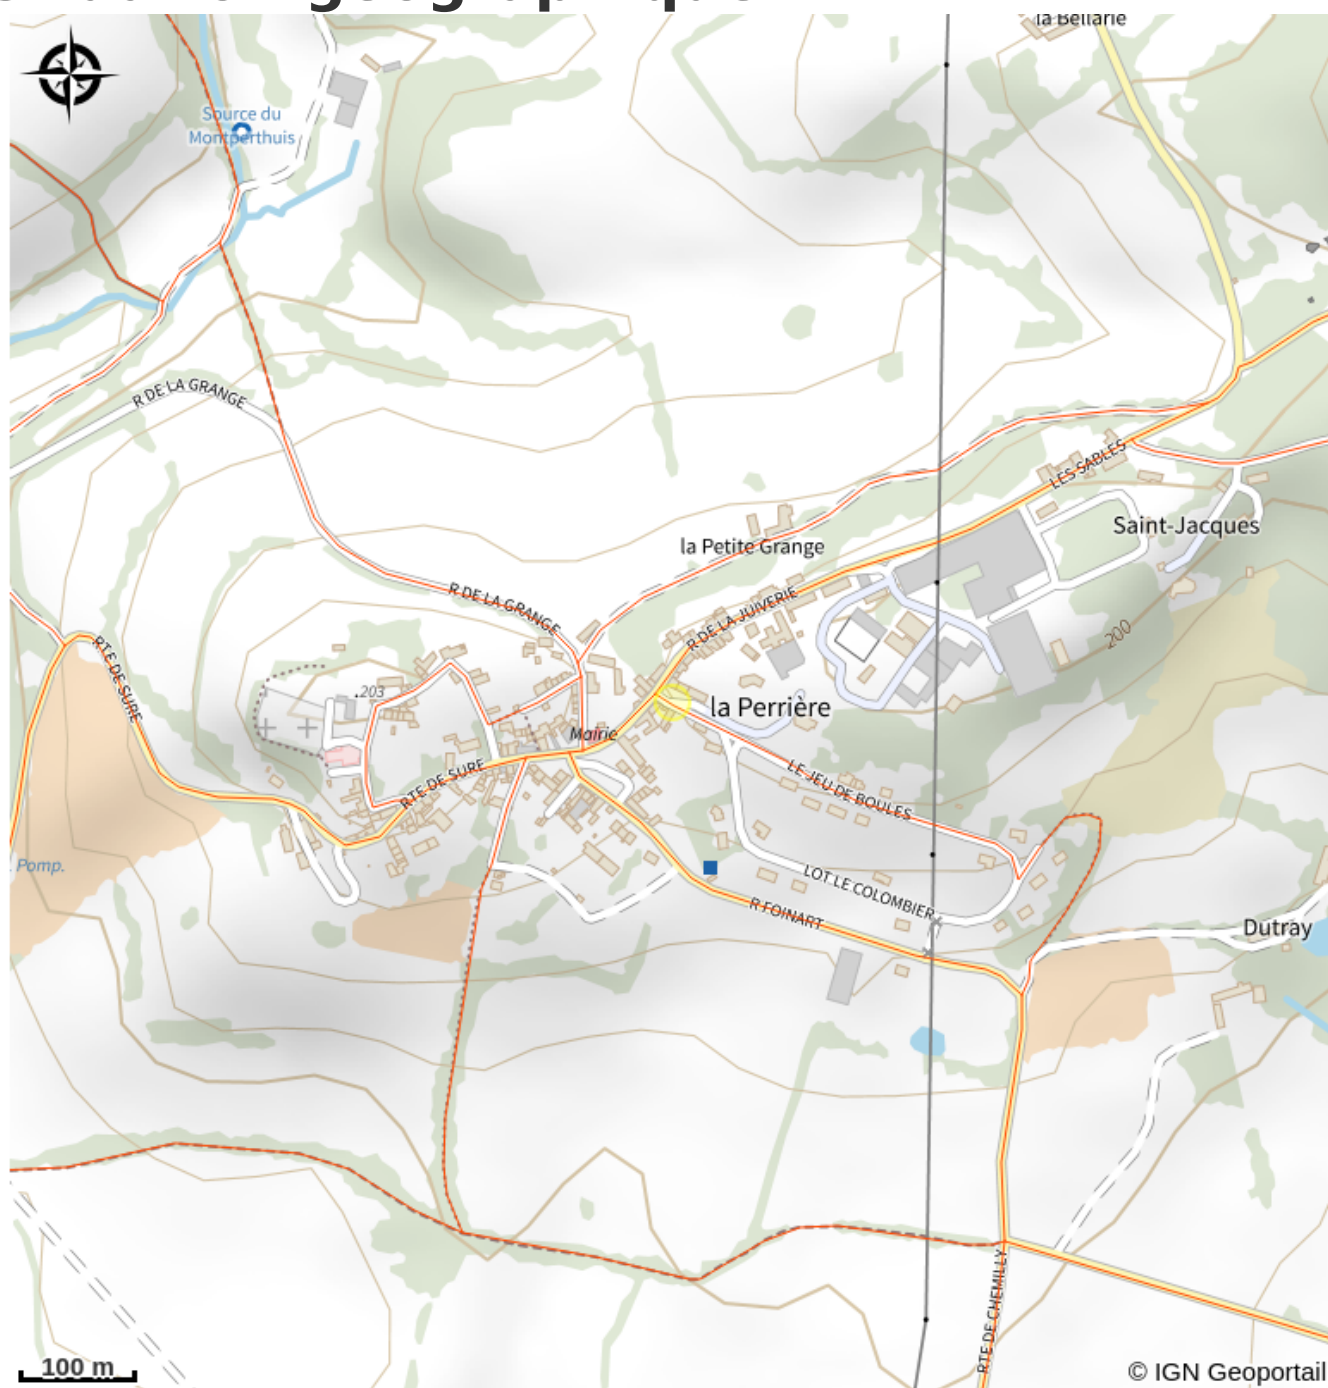 la Bellarie
Source du
Montperthuis
R DE LA GRANGE
LES SABLES
Saint-Jacques
la Petite Grange
R DE LA GRANGE
R DE LA JUIVERIE
200
RTE DE SURE
.203
la Perrière
Mairie
RTE DE SURE
LE JEU DE BOULES
Pomp.
LOT LE COLOMBIER
R FOINART
Dutray
RTE DE CHEMILLY
100 m
© IGN Geoportail